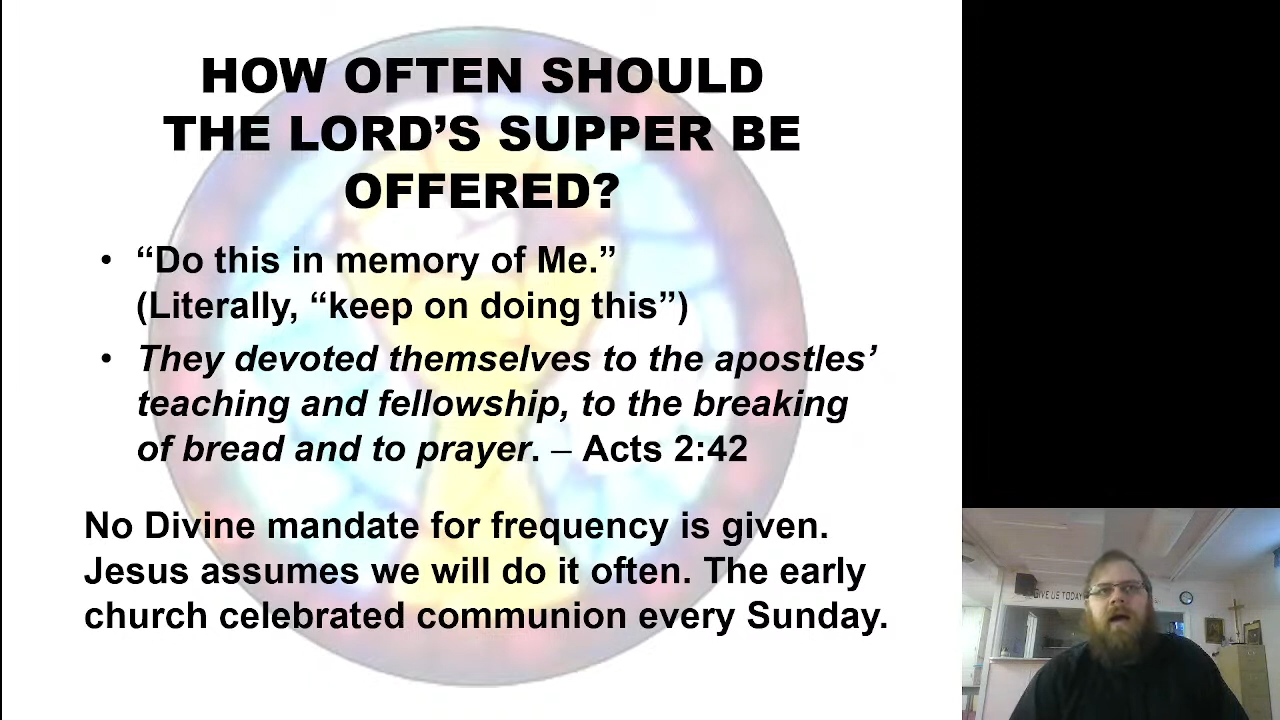 HOW OFTEN SHOULD
THE LORD’S SUPPER BE
OFFERED?
• “Do this in memory of Me.”
(Literally, “keep on doing this”)
• They devoted themselves to the apostles’
teaching and fellowship, to the breaking
of bread and to prayer. – Acts 2:42
No Divine mandate for frequency is given.
Jesus assumes we will do it often. The early
church celebrated communion every Sunday.
GIVE US TODAY